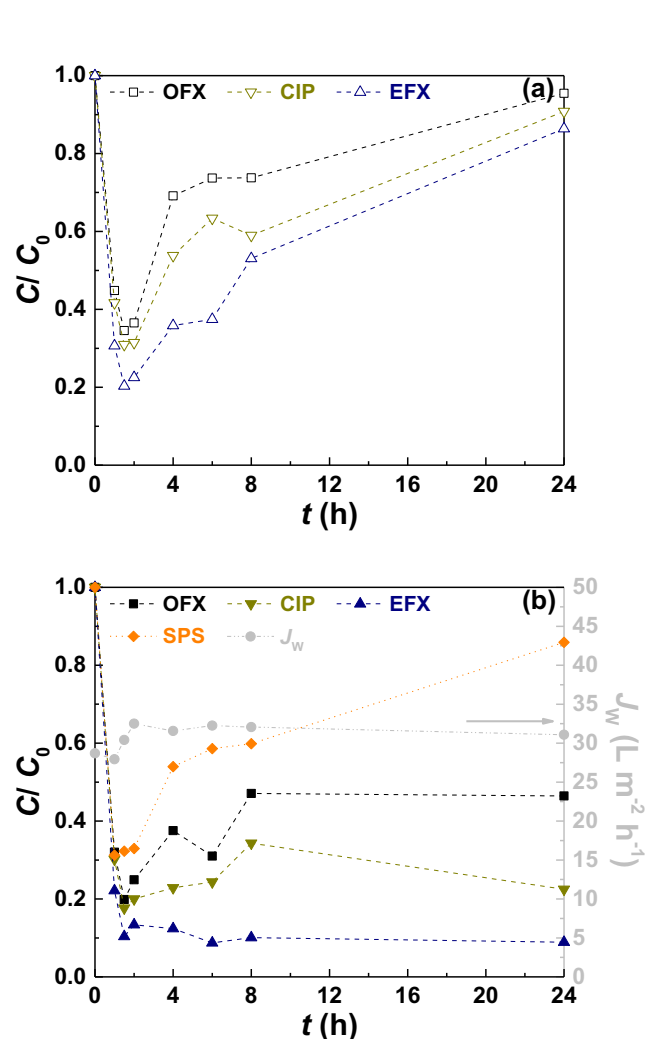 1.0
OFX CIP EFX (a)
0.8
0.6
0.4
0.2
0.0
C/ C₀
0 4 8 12 16 20 24
t (h)
1.0 50
OFX CIP EFX (b)
45
SPS J_W
0.8 40
35
0.6 30
25
0.4 20
15
0.2 10
5
0.0 0
C/ C₀
J_W (L m⁻² h⁻¹)
0 4 8 12 16 20 24
t (h)